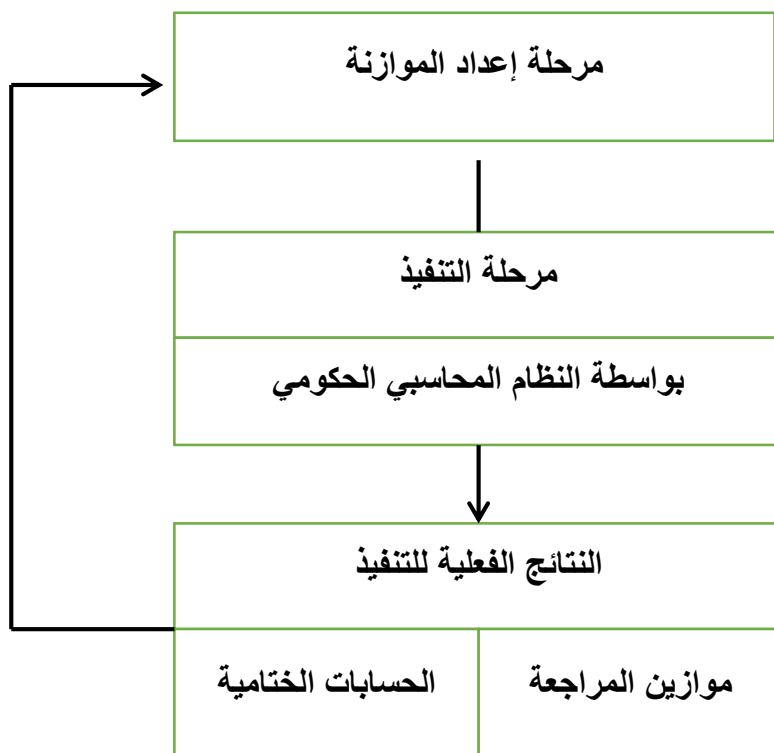 مرحلة إعداد الموازنة
مرحلة التنفيذ
بواسطة النظام المحاسبي الحكومي
النتائج الفعلية للتنفيذ
موازين المراجعة
الحسابات الختامية